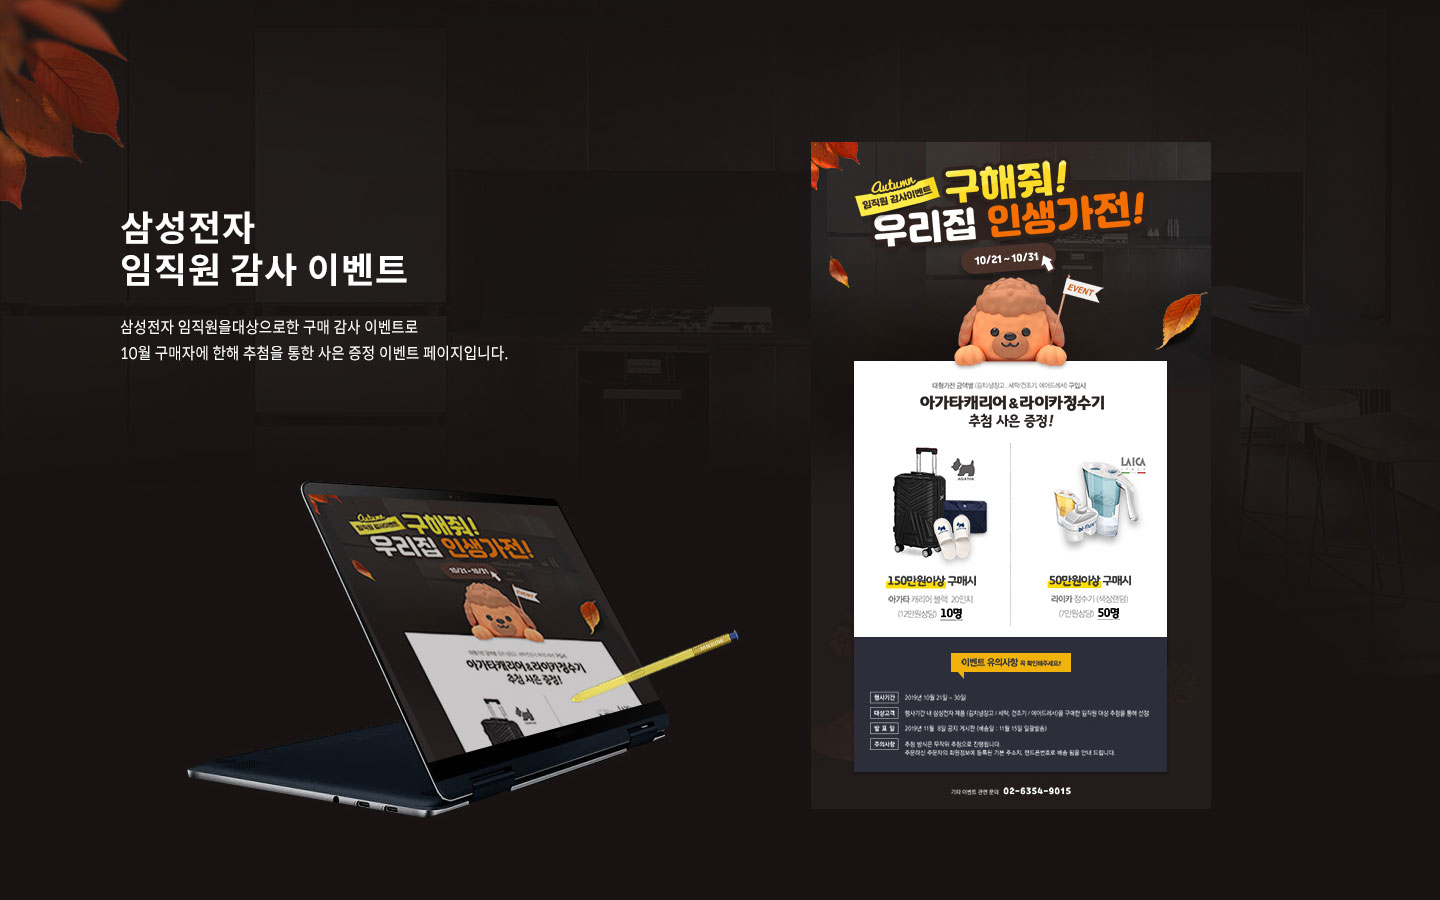 삼성전자
임직원 감사 이벤트
삼성전자 임직원을대상으로한 구매 감사 이벤트로
10월 구매자에 한해 추첨을 통한 사은 증정 이벤트 페이지입니다.
Autumn
임직원 감사이벤트
구해줘!
우리집 인생가전!
10/21 ~ 10/31
EVENT
대형가전 금액별 (김치냉장고 , 세탁/건조기, 에어드레서) 구입시
아가타캐리어&라이카정수기
추첨 사은 증정!
AGATHA
LAICA
ITALY
bi-flux
150만원이상 구매시
아가타 캐리어 블랙 20인치
(12만원상당) 10명
50만원이상 구매시
라이카 정수기 (색상랜덤)
(7만원상당) 50명
이벤트 유의사항 꼭 확인해주세요!
행사기간 2019년 10월 21일 ~ 30일
대상고객 행사기간 내 삼성전자 제품 (김치냉장고 / 세탁, 건조기 / 에어드레서)을 구매한 임직원 대상 추첨을 통해 선정
발 표 일 2019년 11월 8일 공지 게시판 (배송일 : 11월 15일 일괄발송)
주의사항 추첨 방식은 무작위 추첨으로 진행됩니다.
주문하신 주문자의 회원정보에 등록된 기본 주소지, 핸드폰번호로 배송 됨을 안내 드립니다.
기타 이벤트 관련 문의 02-6354-9015
Autumn
임직원 감사이벤트
구해줘!
우리집 인생가전!
10/21 ~ 10/31
EVENT
아가타캐리어&라이카정수기
추첨 사은 증정!
SAMSUNG